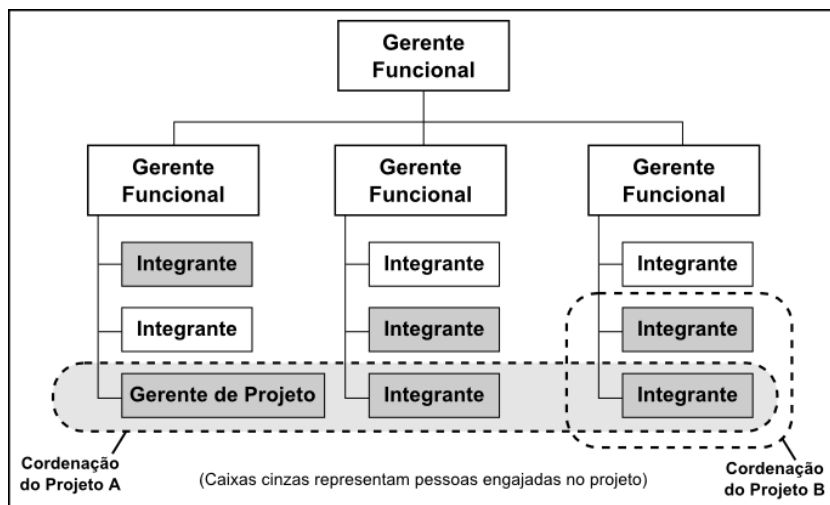 Gerente
Funcional
Gerente
Funcional
Gerente
Funcional
Gerente
Funcional
Integrante
Integrante
Integrante
Integrante
Integrante
Integrante
Gerente de Projeto
Integrante
Integrante
Cordenação
do Projeto A
(Caixas cinzas representam pessoas engajadas no projeto)
Cordenação
do Projeto B